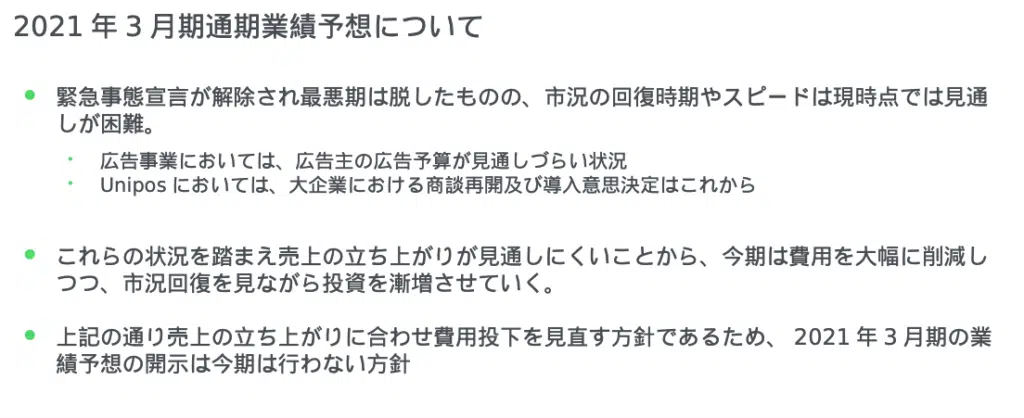 2021 年 3 月期通期業績予想について
• 緊急事態宣言が解除され最悪期は脱したものの、市況の回復時期やスピードは現時点では見通
しが困難。
• 広告事業においては、広告主の広告予算が見通しづらい状況
• Unipos においては、大企業における商談再開及び導入意思決定はこれから
• これらの状況を踏まえ売上の立ち上がりが見通しにくいことから、今期は費用を大幅に削減し
つつ、市況回復を見ながら投資を漸増させていく。
• 上記の通り売上の立ち上がりに合わせ費用投下を見直す方針であるため、 2021 年 3 月期の業
績予想の開示は今期は行わない方針